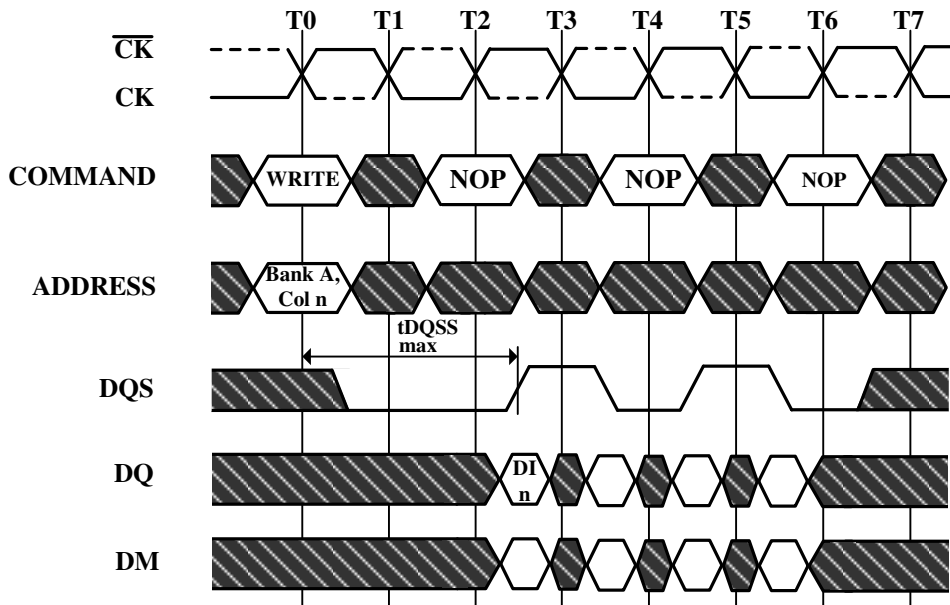 T0 T1 T2 T3 T4 T5 T6 T7
CK
CK
COMMAND
WRITE NOP NOP NOP
ADDRESS
Bank A,
Col n
tDQSS
max
DQS
DQ
DI
n
DM